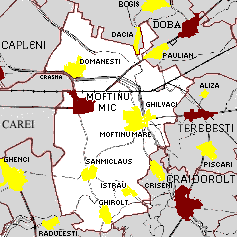 BOGIS
DOBA
DACIA
CAPLENI
PAULIAN
DOMANESTI
CRASNA
ALIZA
MOFTINU
MIC
GHILVACI
CAREI
TEREBESTI
MOFTINU MARE
GHENCI
SANMICLAUS
PISCARI
CRAIDOROLT
ISTRAU
CRISENI
GHIROLT
RADULESTI